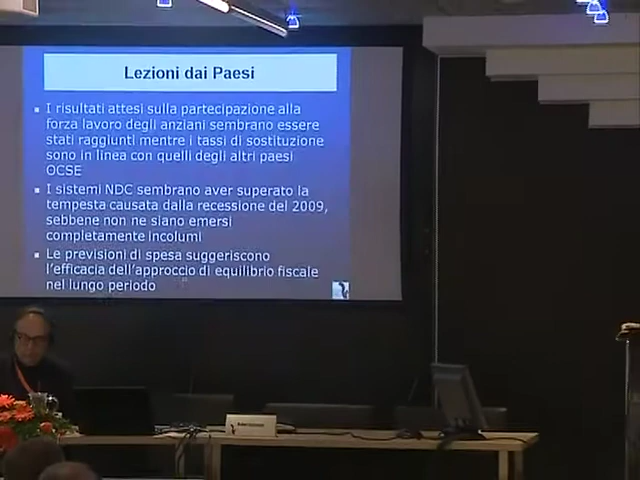 Lezioni dai Paesi
I risultati attesi sulla partecipazione alla
forza lavoro degli anziani sembrano essere
stati raggiunti mentre i tassi di sostituzione
sono in linea con quelli degli altri paesi
OCSE
I sistemi NDC sembrano aver superato la
tempesta causata dalla recessione del 2009,
sebbene non ne siano emersi
completamente incolumi
Le previsioni di spesa suggeriscono
l'efficacia dell'approccio di equilibrio fiscale
nel lungo periodo